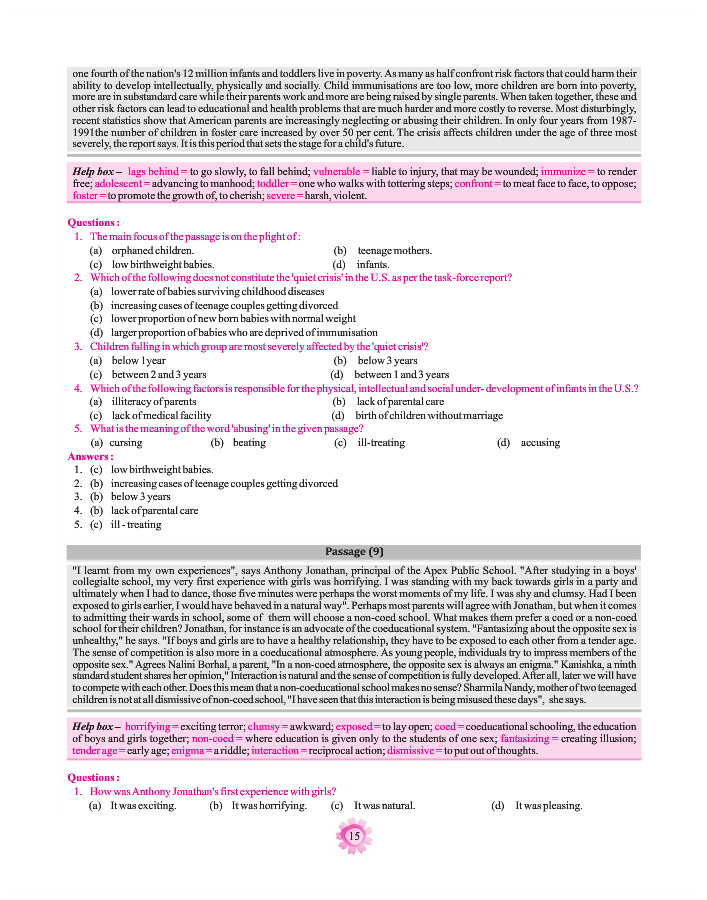 one fourth of the nation's 12 million infants and toddlers live in poverty. As many as half confront risk factors that could harm their
ability to develop intellectually, physically and socially. Child immunisations are too low, more children are born into poverty,
more are in substandard care while their parents work and more are being raised by single parents. When taken together, these and
other risk factors can lead to educational and health problems that are much harder and more costly to reverse. Most disturbingly,
recent statistics show that American parents are increasingly neglecting or abusing their children. In only four years from 1987-
1991the number of children in foster care increased by over 50 per cent. The crisis affects children under the age of three most
severely, the report says. It is this period that sets the stage for a child's future.
Help box – lags behind = to go slowly, to fall behind; vulnerable = liable to injury, that may be wounded; immunize = to render
free; adolescent = advancing to manhood; toddler = one who walks with tottering steps; confront = to meat face to face, to oppose;
foster = to promote the growth of, to cherish; severe = harsh, violent.
Questions :
1. The main focus of the passage is on the plight of :
(a) orphaned children. (b) teenage mothers.
(c) low birthweight babies. (d) infants.
2. Which of the following does not constitute the 'quiet crisis' in the U.S. as per the task-force report?
(a) lower rate of babies surviving childhood diseases
(b) increasing cases of teenage couples getting divorced
(c) lower proportion of new born babies with normal weight
(d) larger proportion of babies who are deprived of immunisation
3. Children falling in which group are most severely affected by the 'quiet crisis'?
(a) below 1year (b) below 3 years
(c) between 2 and 3 years (d) between 1 and 3 years
4. Which of the following factors is responsible for the physical, intellectual and social under- development of infants in the U.S.?
(a) illiteracy of parents (b) lack of parental care
(c) lack of medical facility (d) birth of children without marriage
5. What is the meaning of the word 'abusing' in the given passage?
(a) cursing (b) beating (c) ill-treating (d) accusing
Answers :
1. (c) low birthweight babies.
2. (b) increasing cases of teenage couples getting divorced
3. (b) below 3 years
4. (b) lack of parental care
5. (c) ill - treating
Passage (9)
"I learnt from my own experiences", says Anthony Jonathan, principal of the Apex Public School. "After studying in a boys'
collegialte school, my very first experience with girls was horrifying. I was standing with my back towards girls in a party and
ultimately when I had to dance, those five minutes were perhaps the worst moments of my life. I was shy and clumsy. Had I been
exposed to girls earlier, I would have behaved in a natural way". Perhaps most parents will agree with Jonathan, but when it comes
to admitting their wards in school, some of them will choose a non-coed school. What makes them prefer a coed or a non-coed
school for their children? Jonathan, for instance is an advocate of the coeducational system. "Fantasizing about the opposite sex is
unhealthy," he says. "If boys and girls are to have a healthy relationship, they have to be exposed to each other from a tender age.
The sense of competition is also more in a coeducational atmosphere. As young people, individuals try to impress members of the
opposite sex." Agrees Nalini Borhal, a parent, "In a non-coed atmosphere, the opposite sex is always an enigma." Kanishka, a ninth
standard student shares her opinion," Interaction is natural and the sense of competition is fully developed. After all, later we will have
to compete with each other. Does this mean that a non-coeducational school makes no sense? Sharmila Nandy, mother of two teenaged
children is not at all dismissive of non-coed school, "I have seen that this interaction is being misused these days", she says.
Help box – horrifying = exciting terror; clumsy = awkward; exposed = to lay open; coed = coeducational schooling, the education
of boys and girls together; non-coed = where education is given only to the students of one sex; fantasizing = creating illusion;
tender age = early age; enigma = a riddle; interaction = reciprocal action; dismissive = to put out of thoughts.
Questions :
1. How was Anthony Jonathan's first experience with girls?
(a) It was exciting. (b) It was horrifying. (c) It was natural. (d) It was pleasing.
15